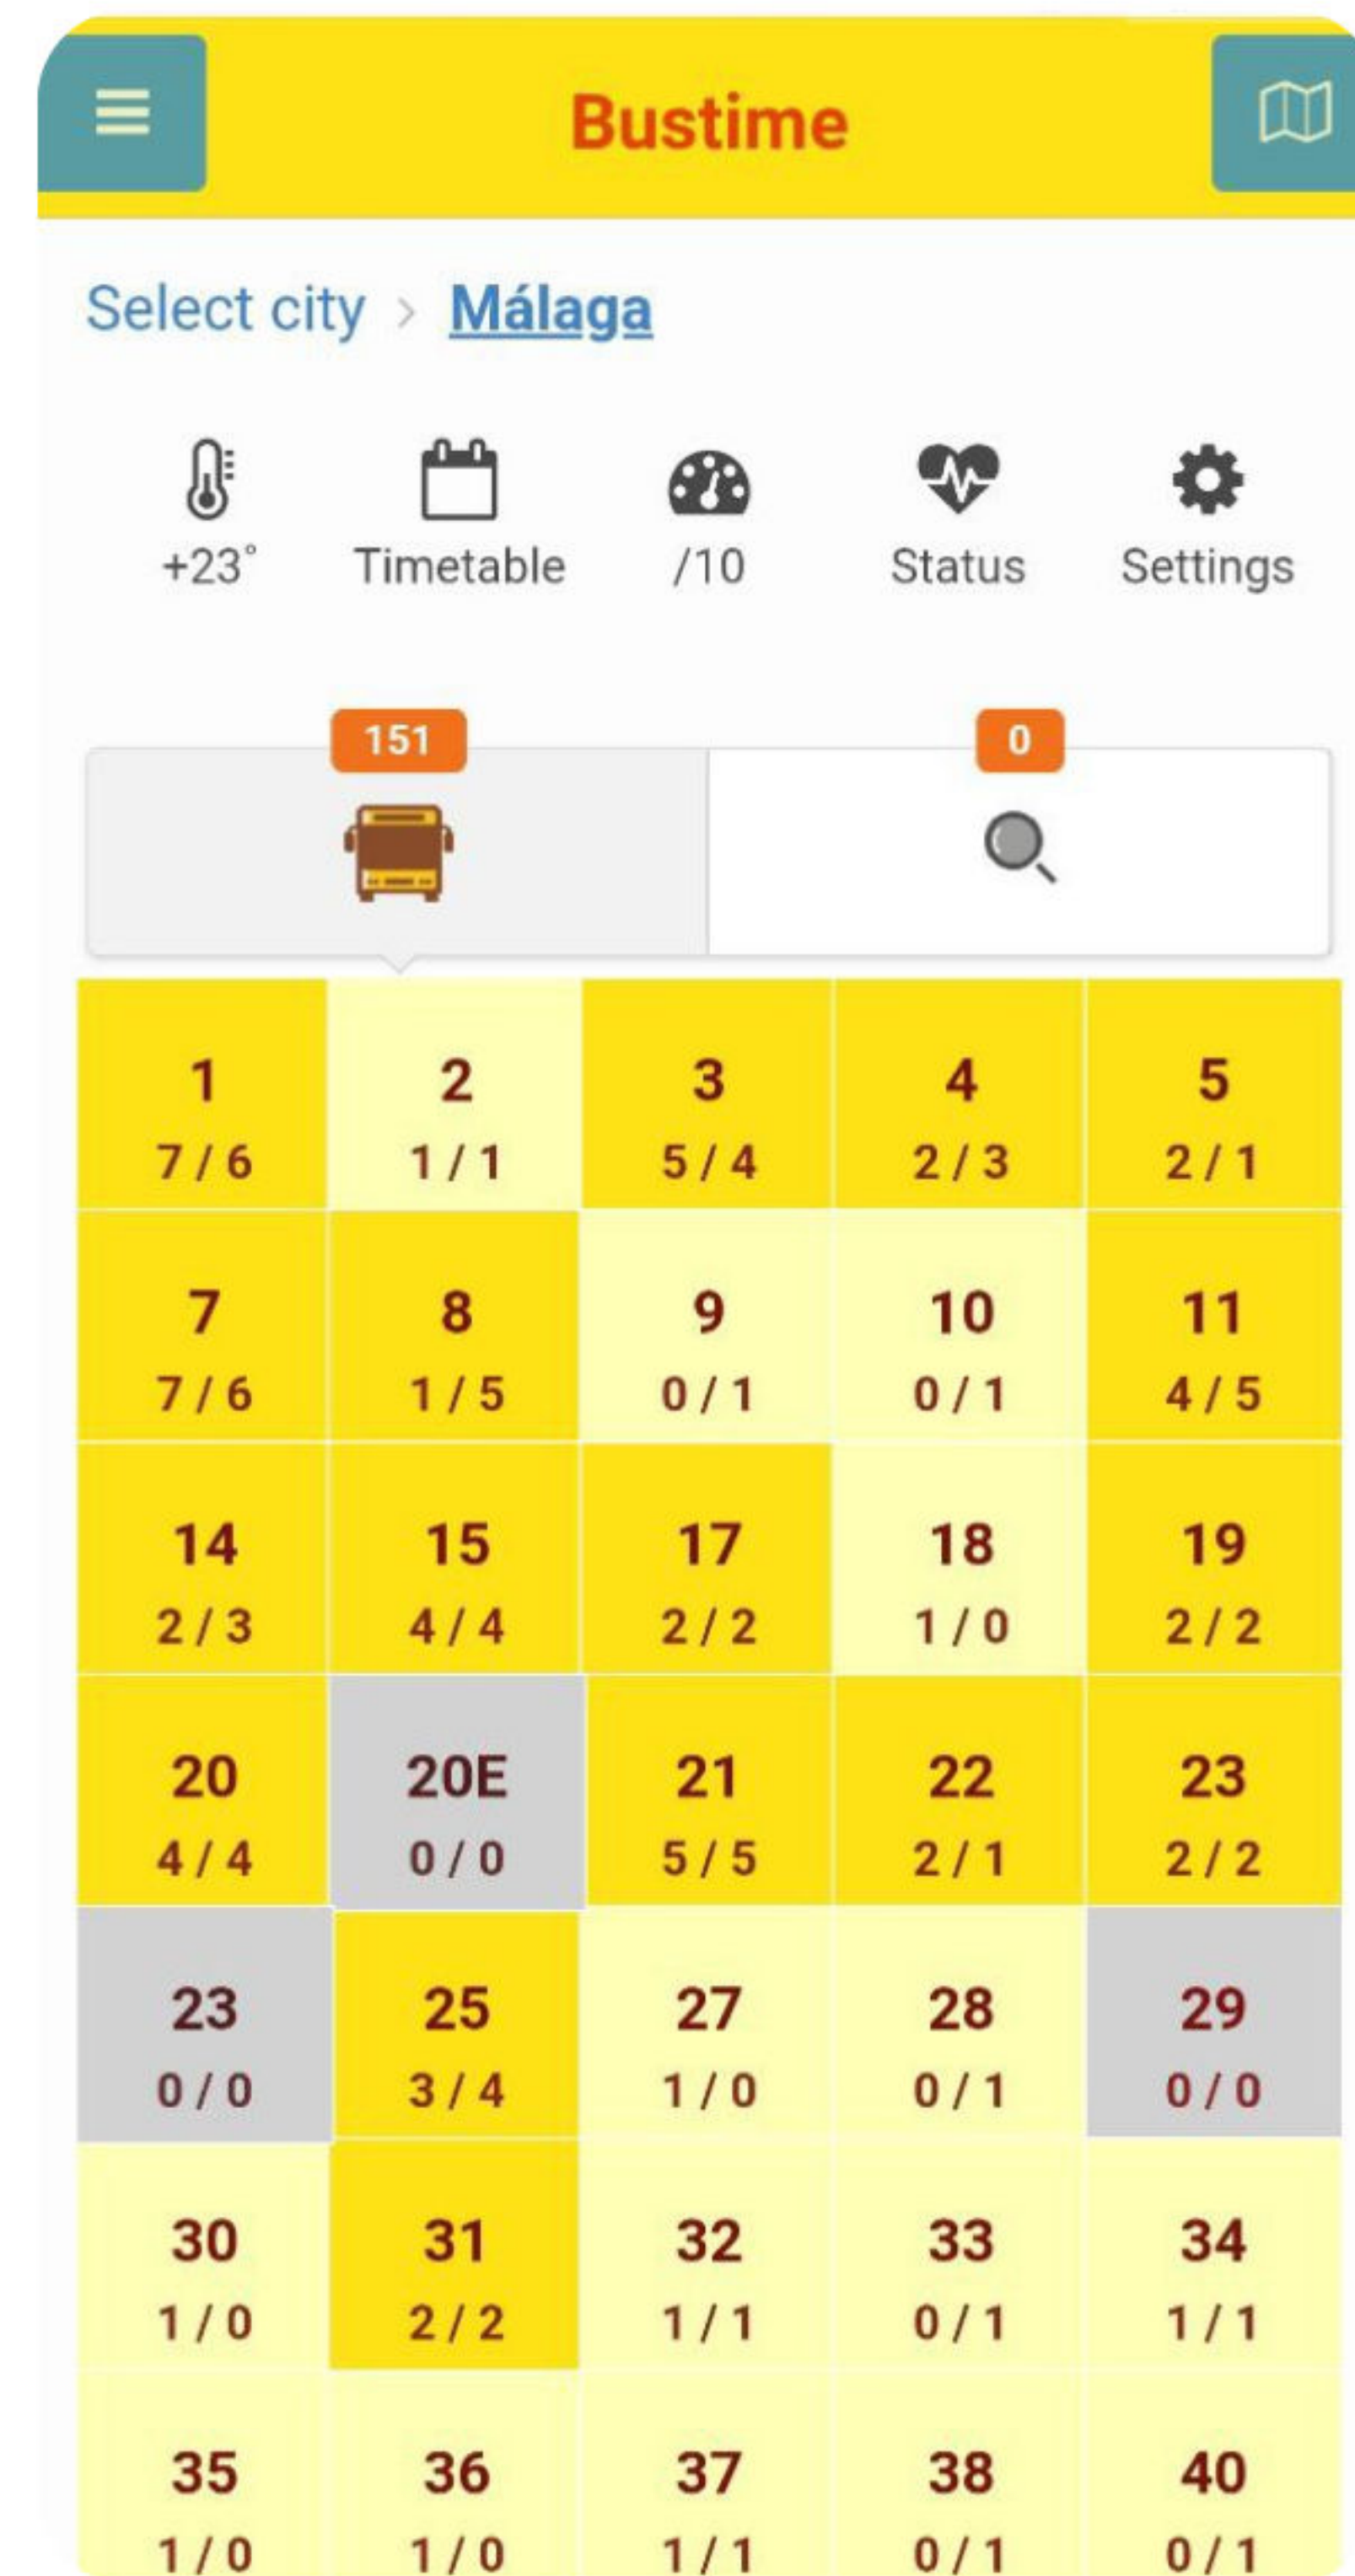 Bustime
Select city > Málaga
+23° Timetable /10 Status Settings
151 0
1 2 3 4 5
7 / 6 1 / 1 5 / 4 2 / 3 2 / 1
7 8 9 10 11
7 / 6 1 / 5 0 / 1 0 / 1 4 / 5
14 15 17 18 19
2 / 3 4 / 4 2 / 2 1 / 0 2 / 2
20 20E 21 22 23
4 / 4 0 / 0 5 / 5 2 / 1 2 / 2
23 25 27 28 29
0 / 0 3 / 4 1 / 0 0 / 1 0 / 0
30 31 32 33 34
1 / 0 2 / 2 1 / 1 0 / 1 1 / 1
35 36 37 38 40
1 / 0 1 / 0 1 / 1 0 / 1 0 / 1